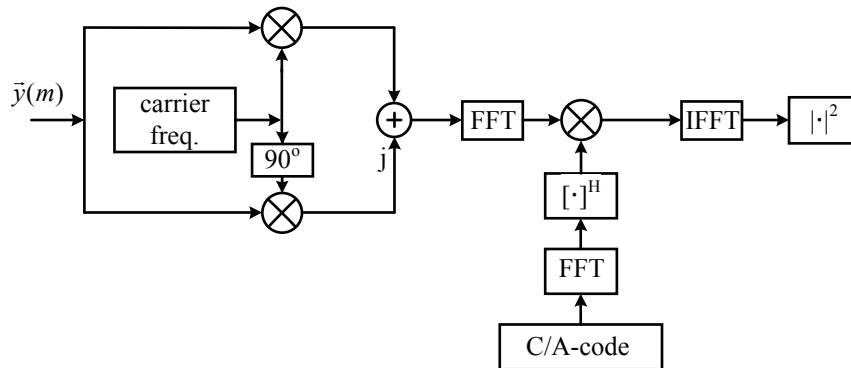 y⃗(m)
carrier
freq.
90°
j
+
FFT
IFFT
|·|²
[·]ᴴ
FFT
C/A-code